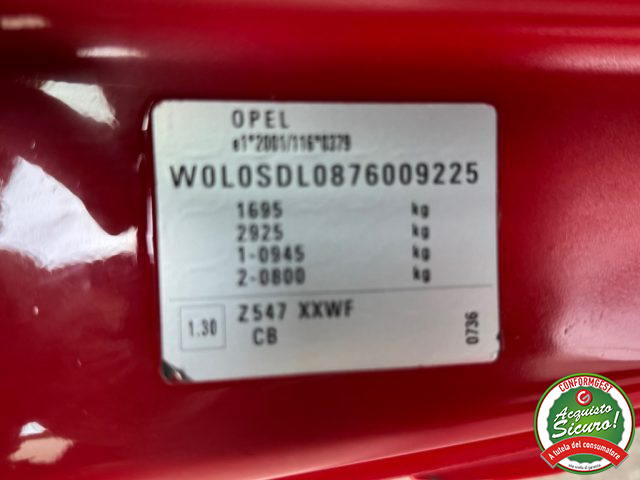 OPEL
e1*2001/116*0379
W0L0SDL0876009225
1695 kg
2925 kg
1-0945 kg
2-0800 kg
1.30
Z547 XXWF
CB
0736
CONFORMGEST
Acquisto
Sicuro!
A tutela del consumatore